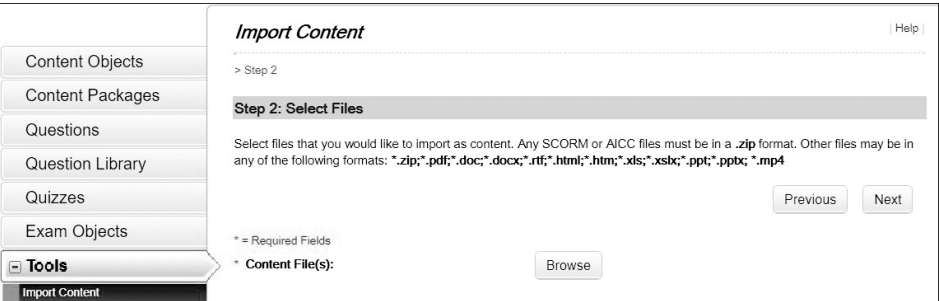 Import Content
| Help |
Content Objects
> Step 2
Content Packages
Step 2: Select Files
Questions
Select files that you would like to import as content. Any SCORM or AICC files must be in a .zip format. Other files may be in
Question Library
any of the following formats: *.zip;*.pdf;*.doc;*.docx;*.rtf;*.html;*.htm;*.xls;*.xslx;*.ppt;*.pptx; *.mp4
Quizzes
Previous
Next
Exam Objects
* = Required Fields
Tools
* Content File(s):
Browse
Import Content